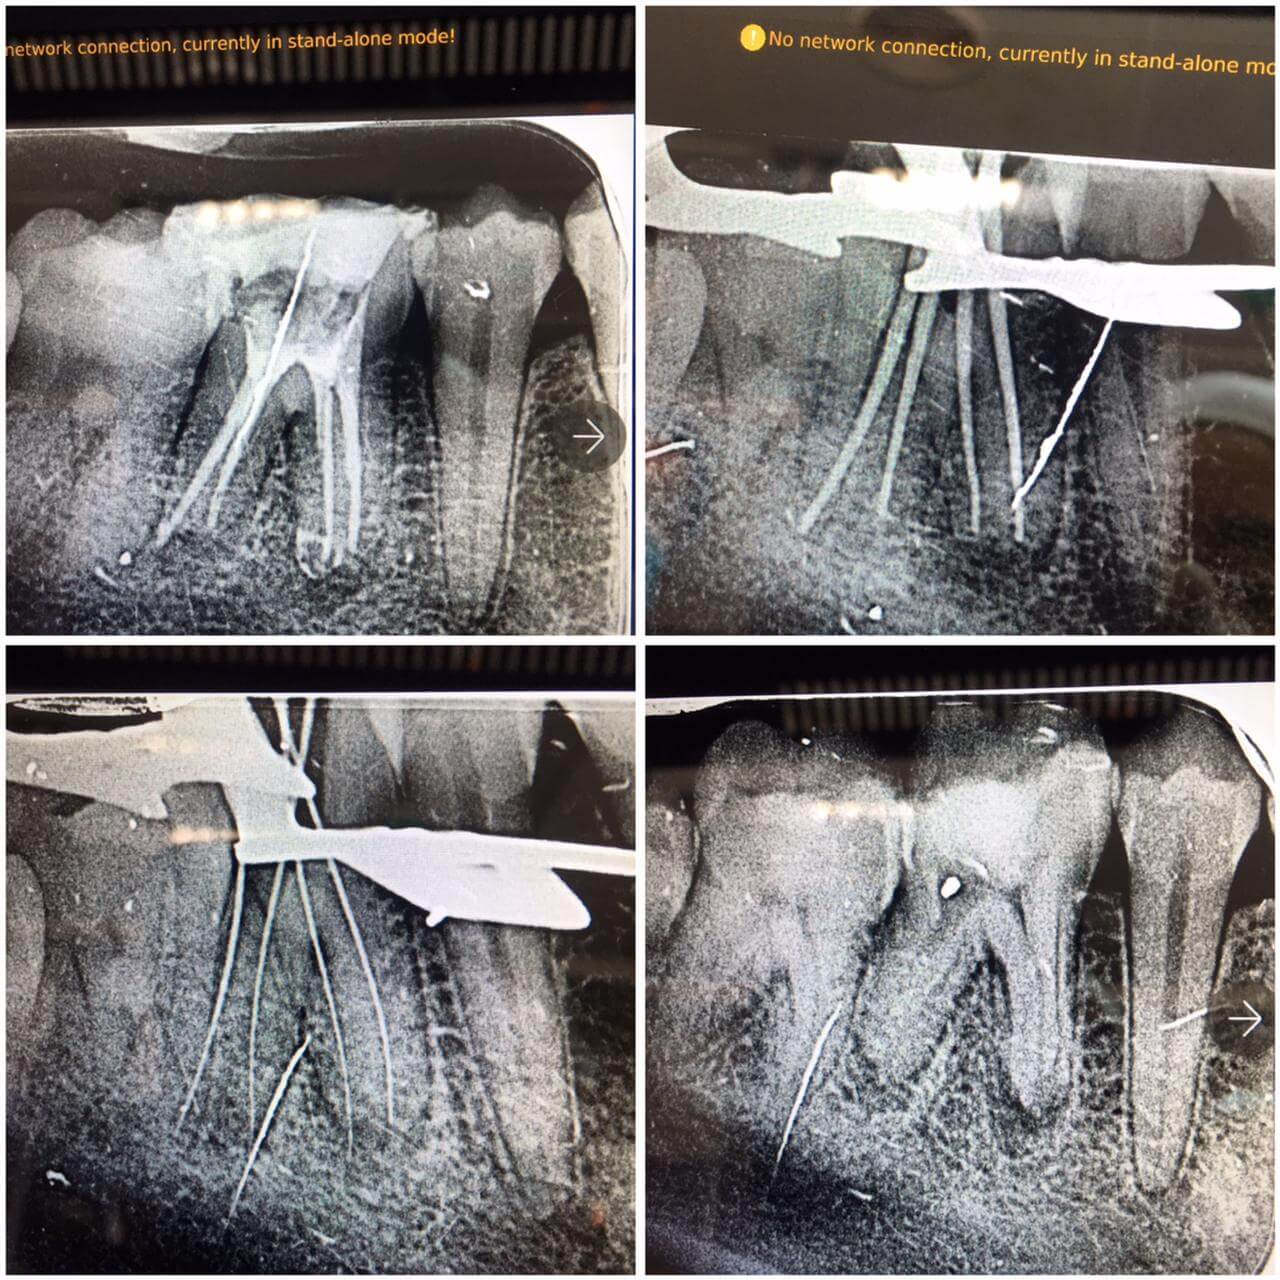 network connection, currently in stand-alone mode!
No network connection, currently in stand-alone mo